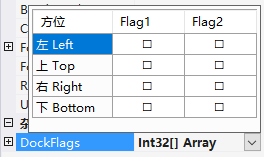 方位 Flag1 Flag2
左 Left
上 Top
右 Right
下 Bottom
DockFlags Int32[] Array